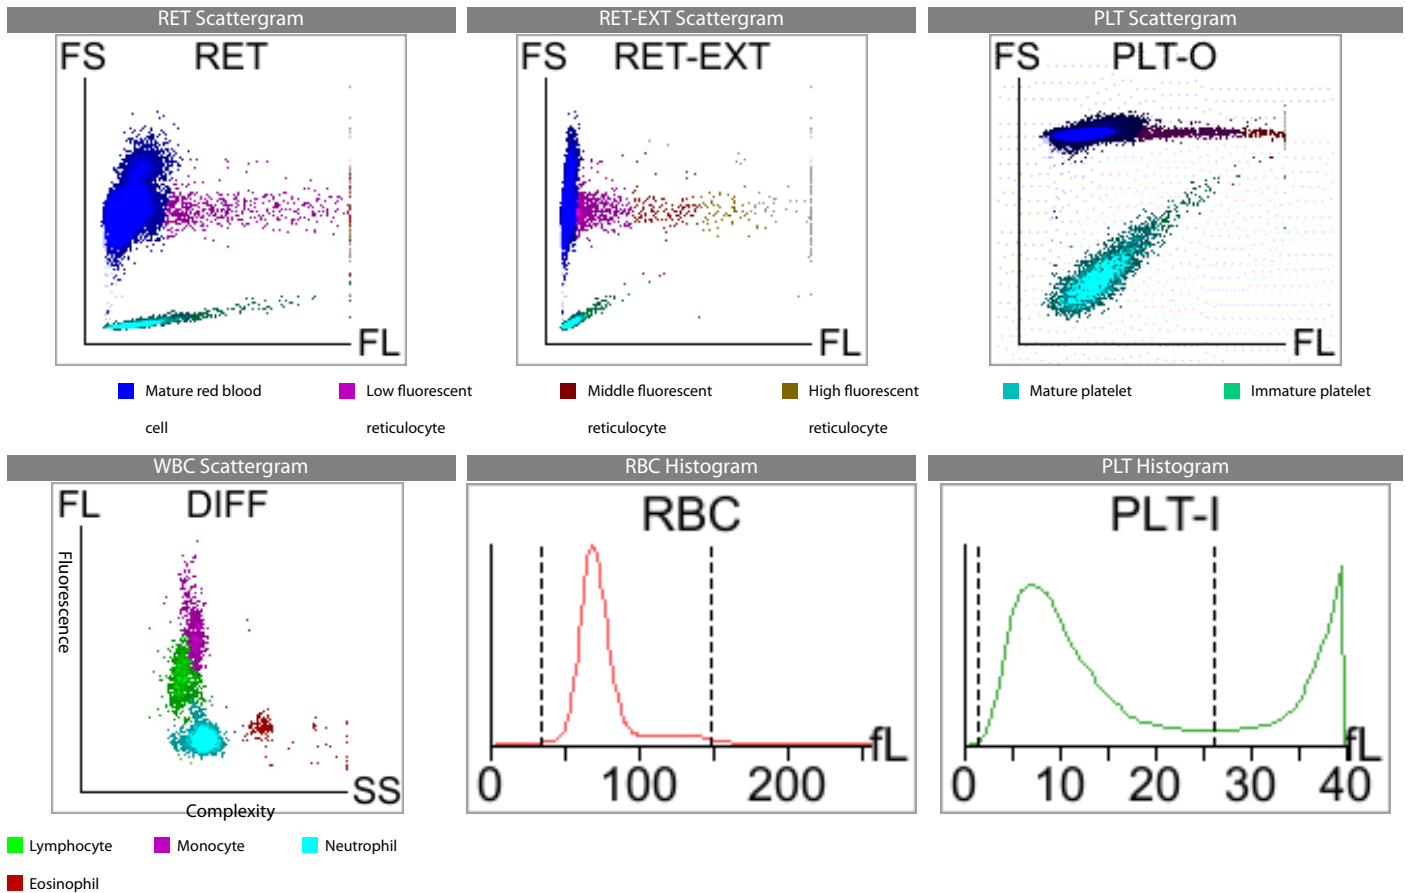 RET Scattergram
RET-EXT Scattergram
PLT Scattergram
FS RET
FL
FS RET-EXT
FL
FS PLT-O
FL
Mature red blood cell
Low fluorescent reticulocyte
Middle fluorescent reticulocyte
High fluorescent reticulocyte
Mature platelet
Immature platelet
WBC Scattergram
RBC Histogram
PLT Histogram
FL DIFF
Fluorescence
SS
Complexity
RBC
fL
0 100 200
PLT-I
fL
0 10 20 30 40
Lymphocyte
Monocyte
Neutrophil
Eosinophil